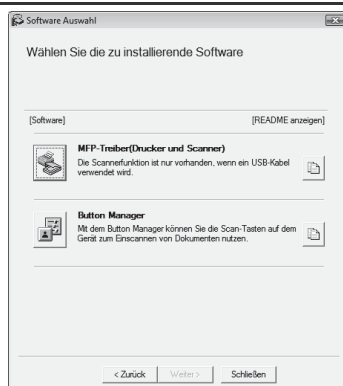 Software Auswahl
Wählen Sie die zu installierende Software
[Software] [README anzeigen]
MFP-Treiber(Drucker und Scanner)
Die Scannerfunktion ist nur vorhanden, wenn ein USB-Kabel
verwendet wird.
Button Manager
Mit dem Button Manager können Sie die Scan-Tasten auf dem
Gerät zum Einscannen von Dokumenten nutzen.
< Zurück Weiter > Schließen